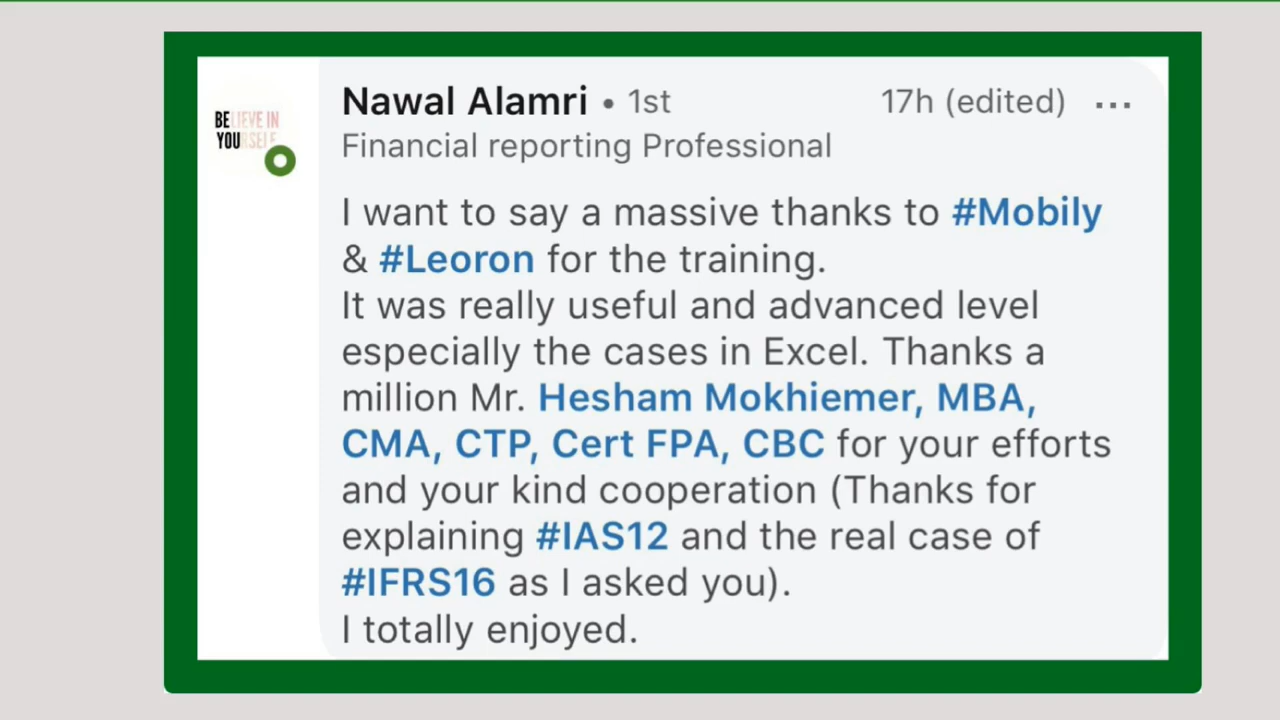 BELIEVE IN
YOURSELF
Nawal Alamri • 1st
17h (edited) ...
Financial reporting Professional
I want to say a massive thanks to #Mobily
& #Leoron for the training.
It was really useful and advanced level
especially the cases in Excel. Thanks a
million Mr. Hesham Mokhiemer, MBA,
CMA, CTP, Cert FPA, CBC for your efforts
and your kind cooperation (Thanks for
explaining #IAS12 and the real case of
#IFRS16 as I asked you).
I totally enjoyed.